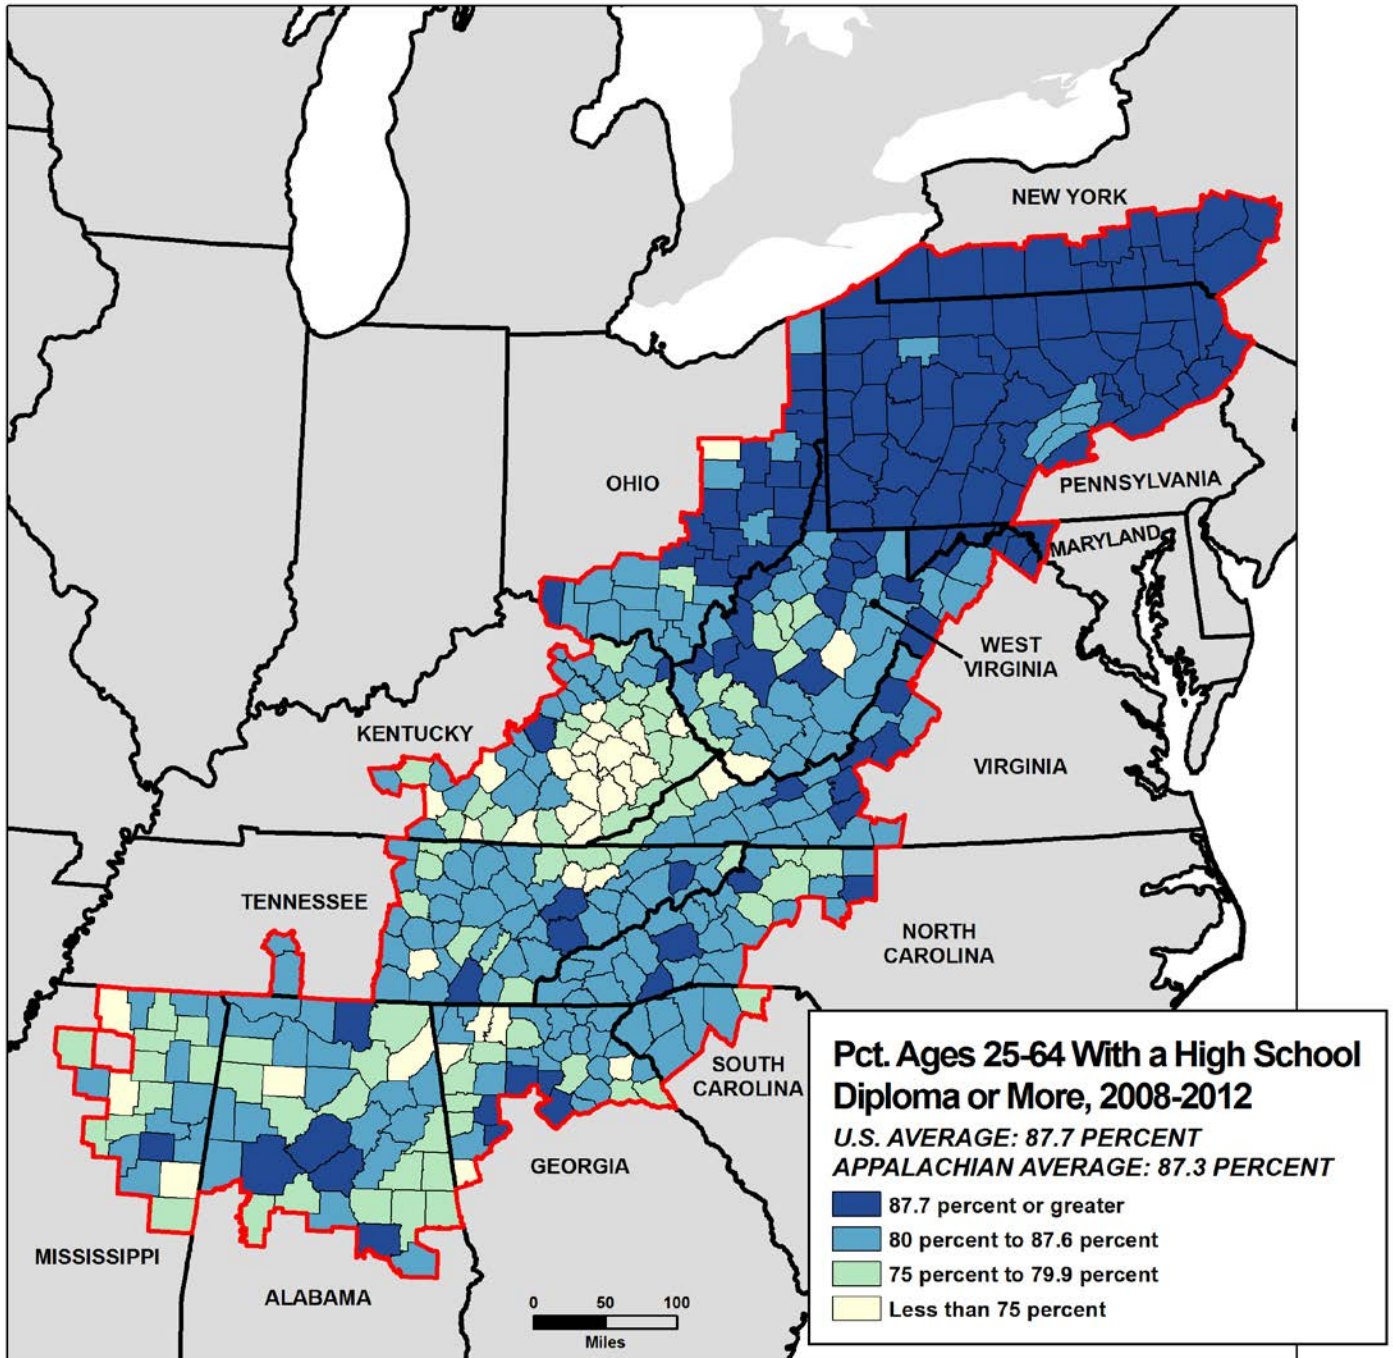 NEW YORK
OHIO
PENNSYLVANIA
MARYLAND
WEST
VIRGINIA
KENTUCKY
VIRGINIA
TENNESSEE
NORTH
CAROLINA
SOUTH
CAROLINA
GEORGIA
MISSISSIPPI
ALABAMA
0 50 100
Miles
Pct. Ages 25-64 With a High School
Diploma or More, 2008-2012
U.S. AVERAGE: 87.7 PERCENT
APPALACHIAN AVERAGE: 87.3 PERCENT
87.7 percent or greater
80 percent to 87.6 percent
75 percent to 79.9 percent
Less than 75 percent